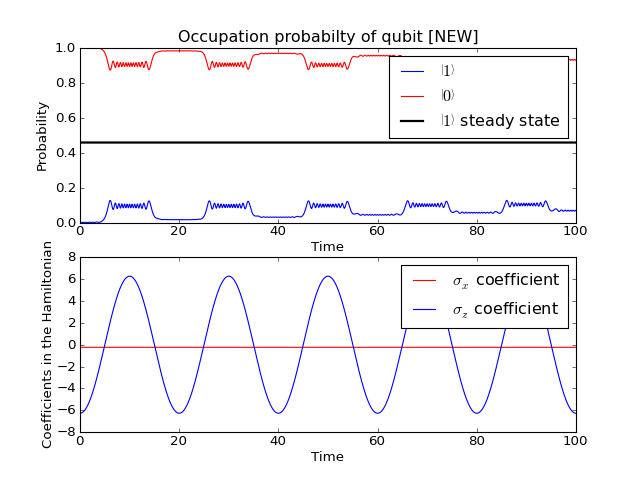 Occupation probabilty of qubit [NEW]
1.0
0.8
0.6
0.4
0.2
0.0
Probability
|1⟩
|0⟩
|1⟩ steady state
0 20 40 60 80 100
Time
8
6
4
2
0
−2
−4
−6
−8
Coefficients in the Hamiltonian
σx coefficient
σz coefficient
0 20 40 60 80 100
Time